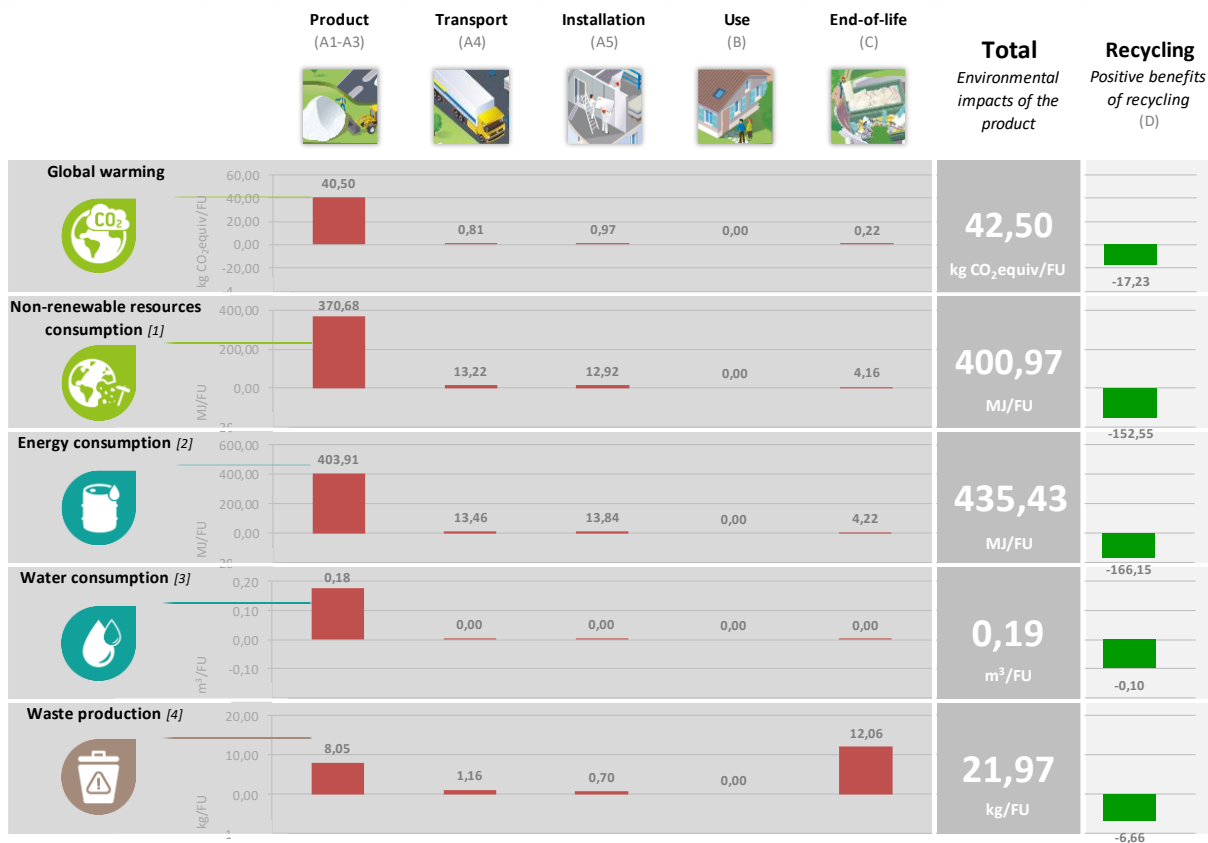 Product
(A1-A3)
Transport
(A4)
Installation
(A5)
Use
(B)
End-of-life
(C)
Total
Environmental
impacts of the
product
Recycling
Positive benefits
of recycling
(D)
Global warming
CO2
kg CO2equiv/FU
60,00
40,00
20,00
0,00
-20,00
40,50
0,81
0,97
0,00
0,22
42,50
kg CO2equiv/FU
-17,23
Non-renewable resources
consumption [1]
MJ/FU
400,00
200,00
0,00
370,68
13,22
12,92
0,00
4,16
400,97
MJ/FU
-152,55
Energy consumption [2]
MJ/FU
600,00
400,00
200,00
0,00
403,91
13,46
13,84
0,00
4,22
435,43
MJ/FU
-166,15
Water consumption [3]
m3/FU
0,20
0,10
0,00
-0,10
0,18
0,00
0,00
0,00
0,00
0,19
m3/FU
-0,10
Waste production [4]
kg/FU
20,00
10,00
0,00
8,05
1,16
0,70
0,00
12,06
21,97
kg/FU
-6,66